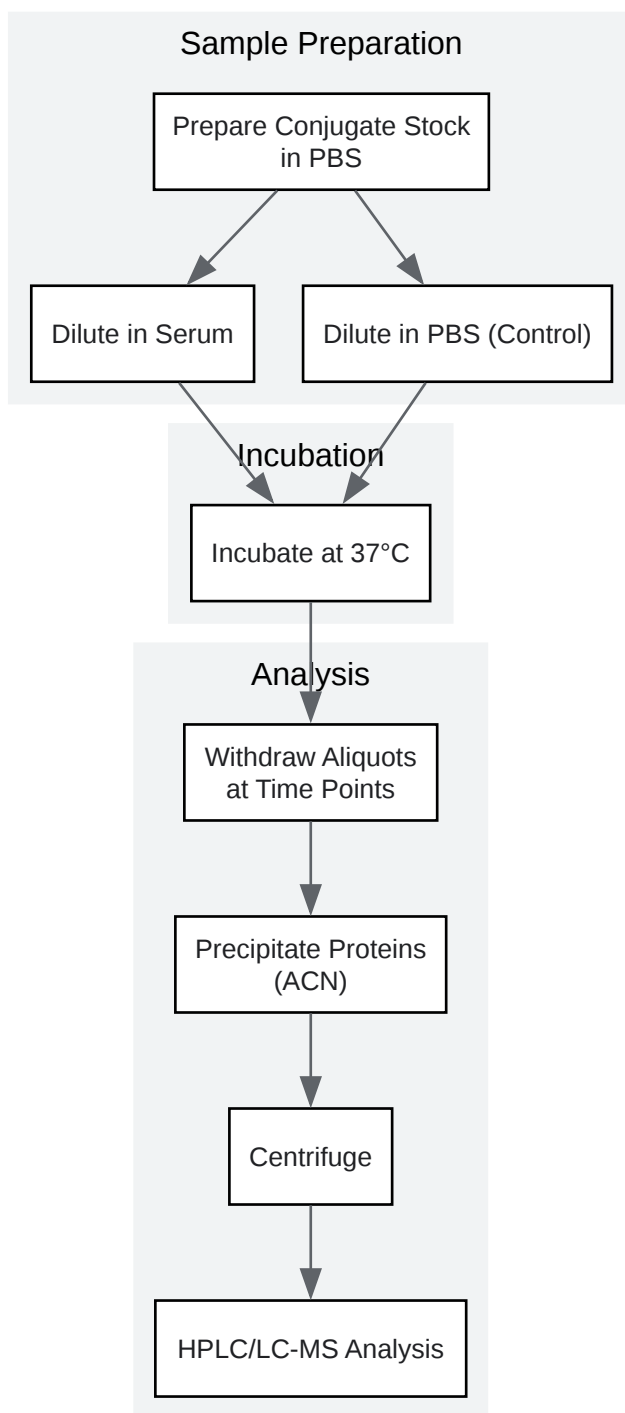 Sample Preparation
Prepare Conjugate Stock
in PBS
Dilute in Serum
Dilute in PBS (Control)
Incubation
Incubate at 37°C
Analysis
Withdraw Aliquots
at Time Points
Precipitate Proteins
(ACN)
Centrifuge
HPLC/LC-MS Analysis